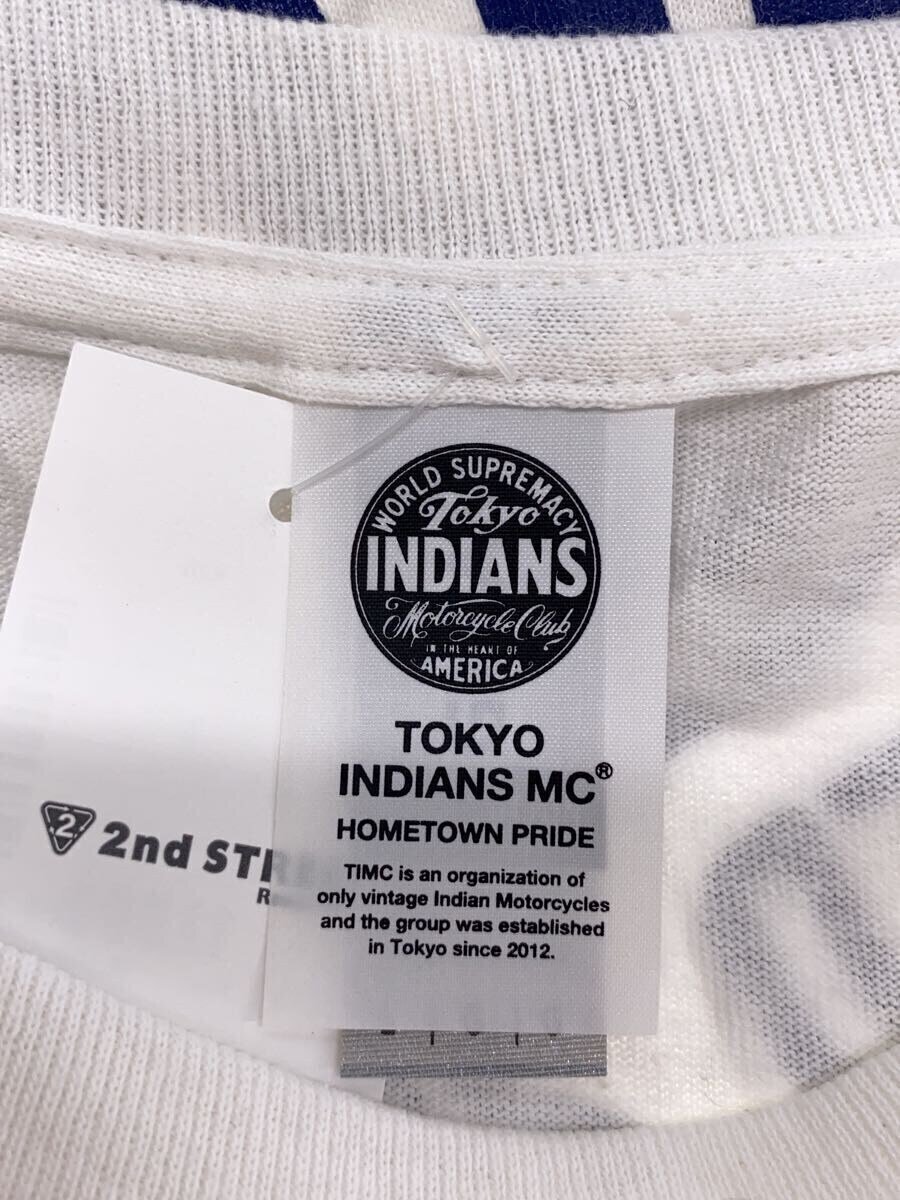 WORLD SUPREMACY
Tokyo
INDIANS
Motorcycle Club
IN THE HEART OF
AMERICA
TOKYO
INDIANS MC®
HOMETOWN PRIDE
TIMC is an organization of
only vintage Indian Motorcycles
and the group was established
in Tokyo since 2012.
2 2nd